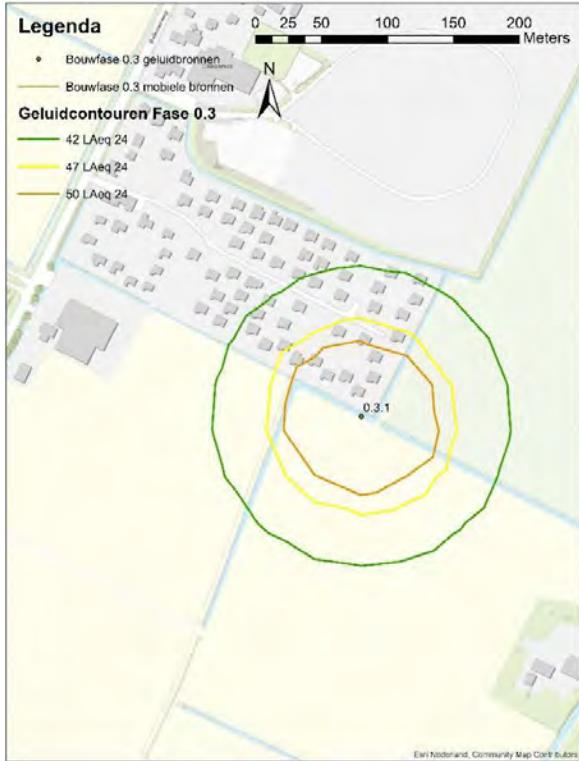 Legenda
Bouwfase 0.3 geluidbronnen
Bouwfase 0.3 mobiele bronnen
Geluidcontouren Fase 0.3
42 LAeq 24
47 LAeq 24
50 LAeq 24
0 25 50 100 150 200
Meters
N
0.3.1
Esri Nederland, Community Map Contributors